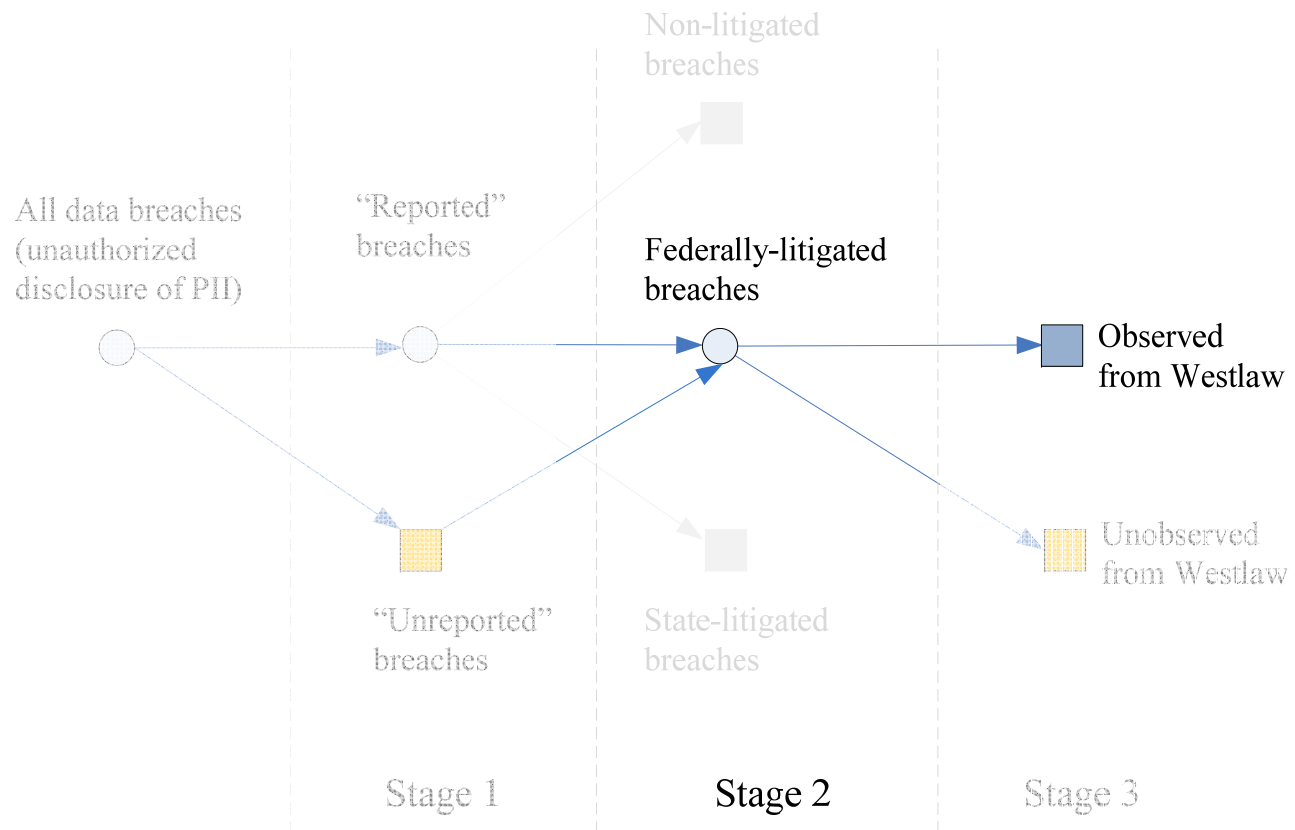 Non-litigated
breaches
All data breaches
(unauthorized
disclosure of PII)
“Reported”
breaches
Federally-litigated
breaches
Observed
from Westlaw
Unobserved
from Westlaw
“Unreported”
breaches
State-litigated
breaches
Stage 1
Stage 2
Stage 3